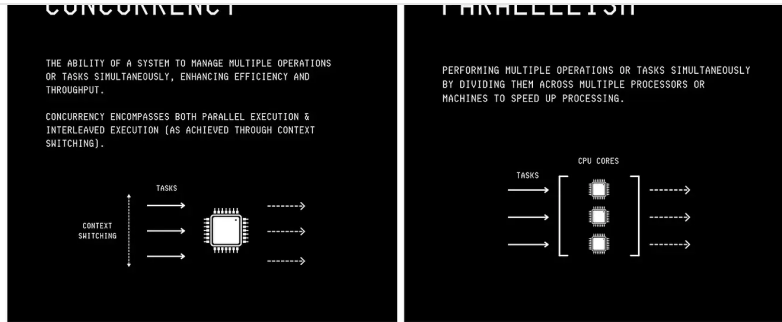 CONCURRENCY
THE ABILITY OF A SYSTEM TO MANAGE MULTIPLE OPERATIONS
OR TASKS SIMULTANEOUSLY, ENHANCING EFFICIENCY AND
THROUGHPUT.
CONCURRENCY ENCOMPASSES BOTH PARALLEL EXECUTION &
INTERLEAVED EXECUTION (AS ACHIEVED THROUGH CONTEXT
SWITCHING).
TASKS
CONTEXT
SWITCHING
PARALLELISM
PERFORMING MULTIPLE OPERATIONS OR TASKS SIMULTANEOUSLY
BY DIVIDING THEM ACROSS MULTIPLE PROCESSORS OR
MACHINES TO SPEED UP PROCESSING.
CPU CORES
TASKS